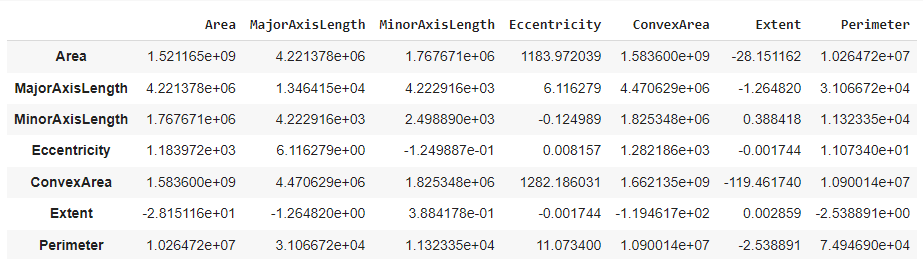 Area MajorAxisLength MinorAxisLength Eccentricity ConvexArea Extent Perimeter
Area 1.521165e+09 4.221378e+06 1.767671e+06 1183.972039 1.583600e+09 -28.151162 1.026472e+07
MajorAxisLength 4.221378e+06 1.346415e+04 4.222916e+03 6.116279 4.470629e+06 -1.264820 3.106672e+04
MinorAxisLength 1.767671e+06 4.222916e+03 2.498890e+03 -0.124989 1.825348e+06 0.388418 1.132335e+04
Eccentricity 1.183972e+03 6.116279e+00 -1.249887e-01 0.008157 1.282186e+03 -0.001744 1.107340e+01
ConvexArea 1.583600e+09 4.470629e+06 1.825348e+06 1282.186031 1.662135e+09 -119.461740 1.090014e+07
Extent -2.815116e+01 -1.264820e+00 3.884178e-01 -0.001744 -1.194617e+02 0.002859 -2.538891e+00
Perimeter 1.026472e+07 3.106672e+04 1.132335e+04 11.073400 1.090014e+07 -2.538891 7.494690e+04